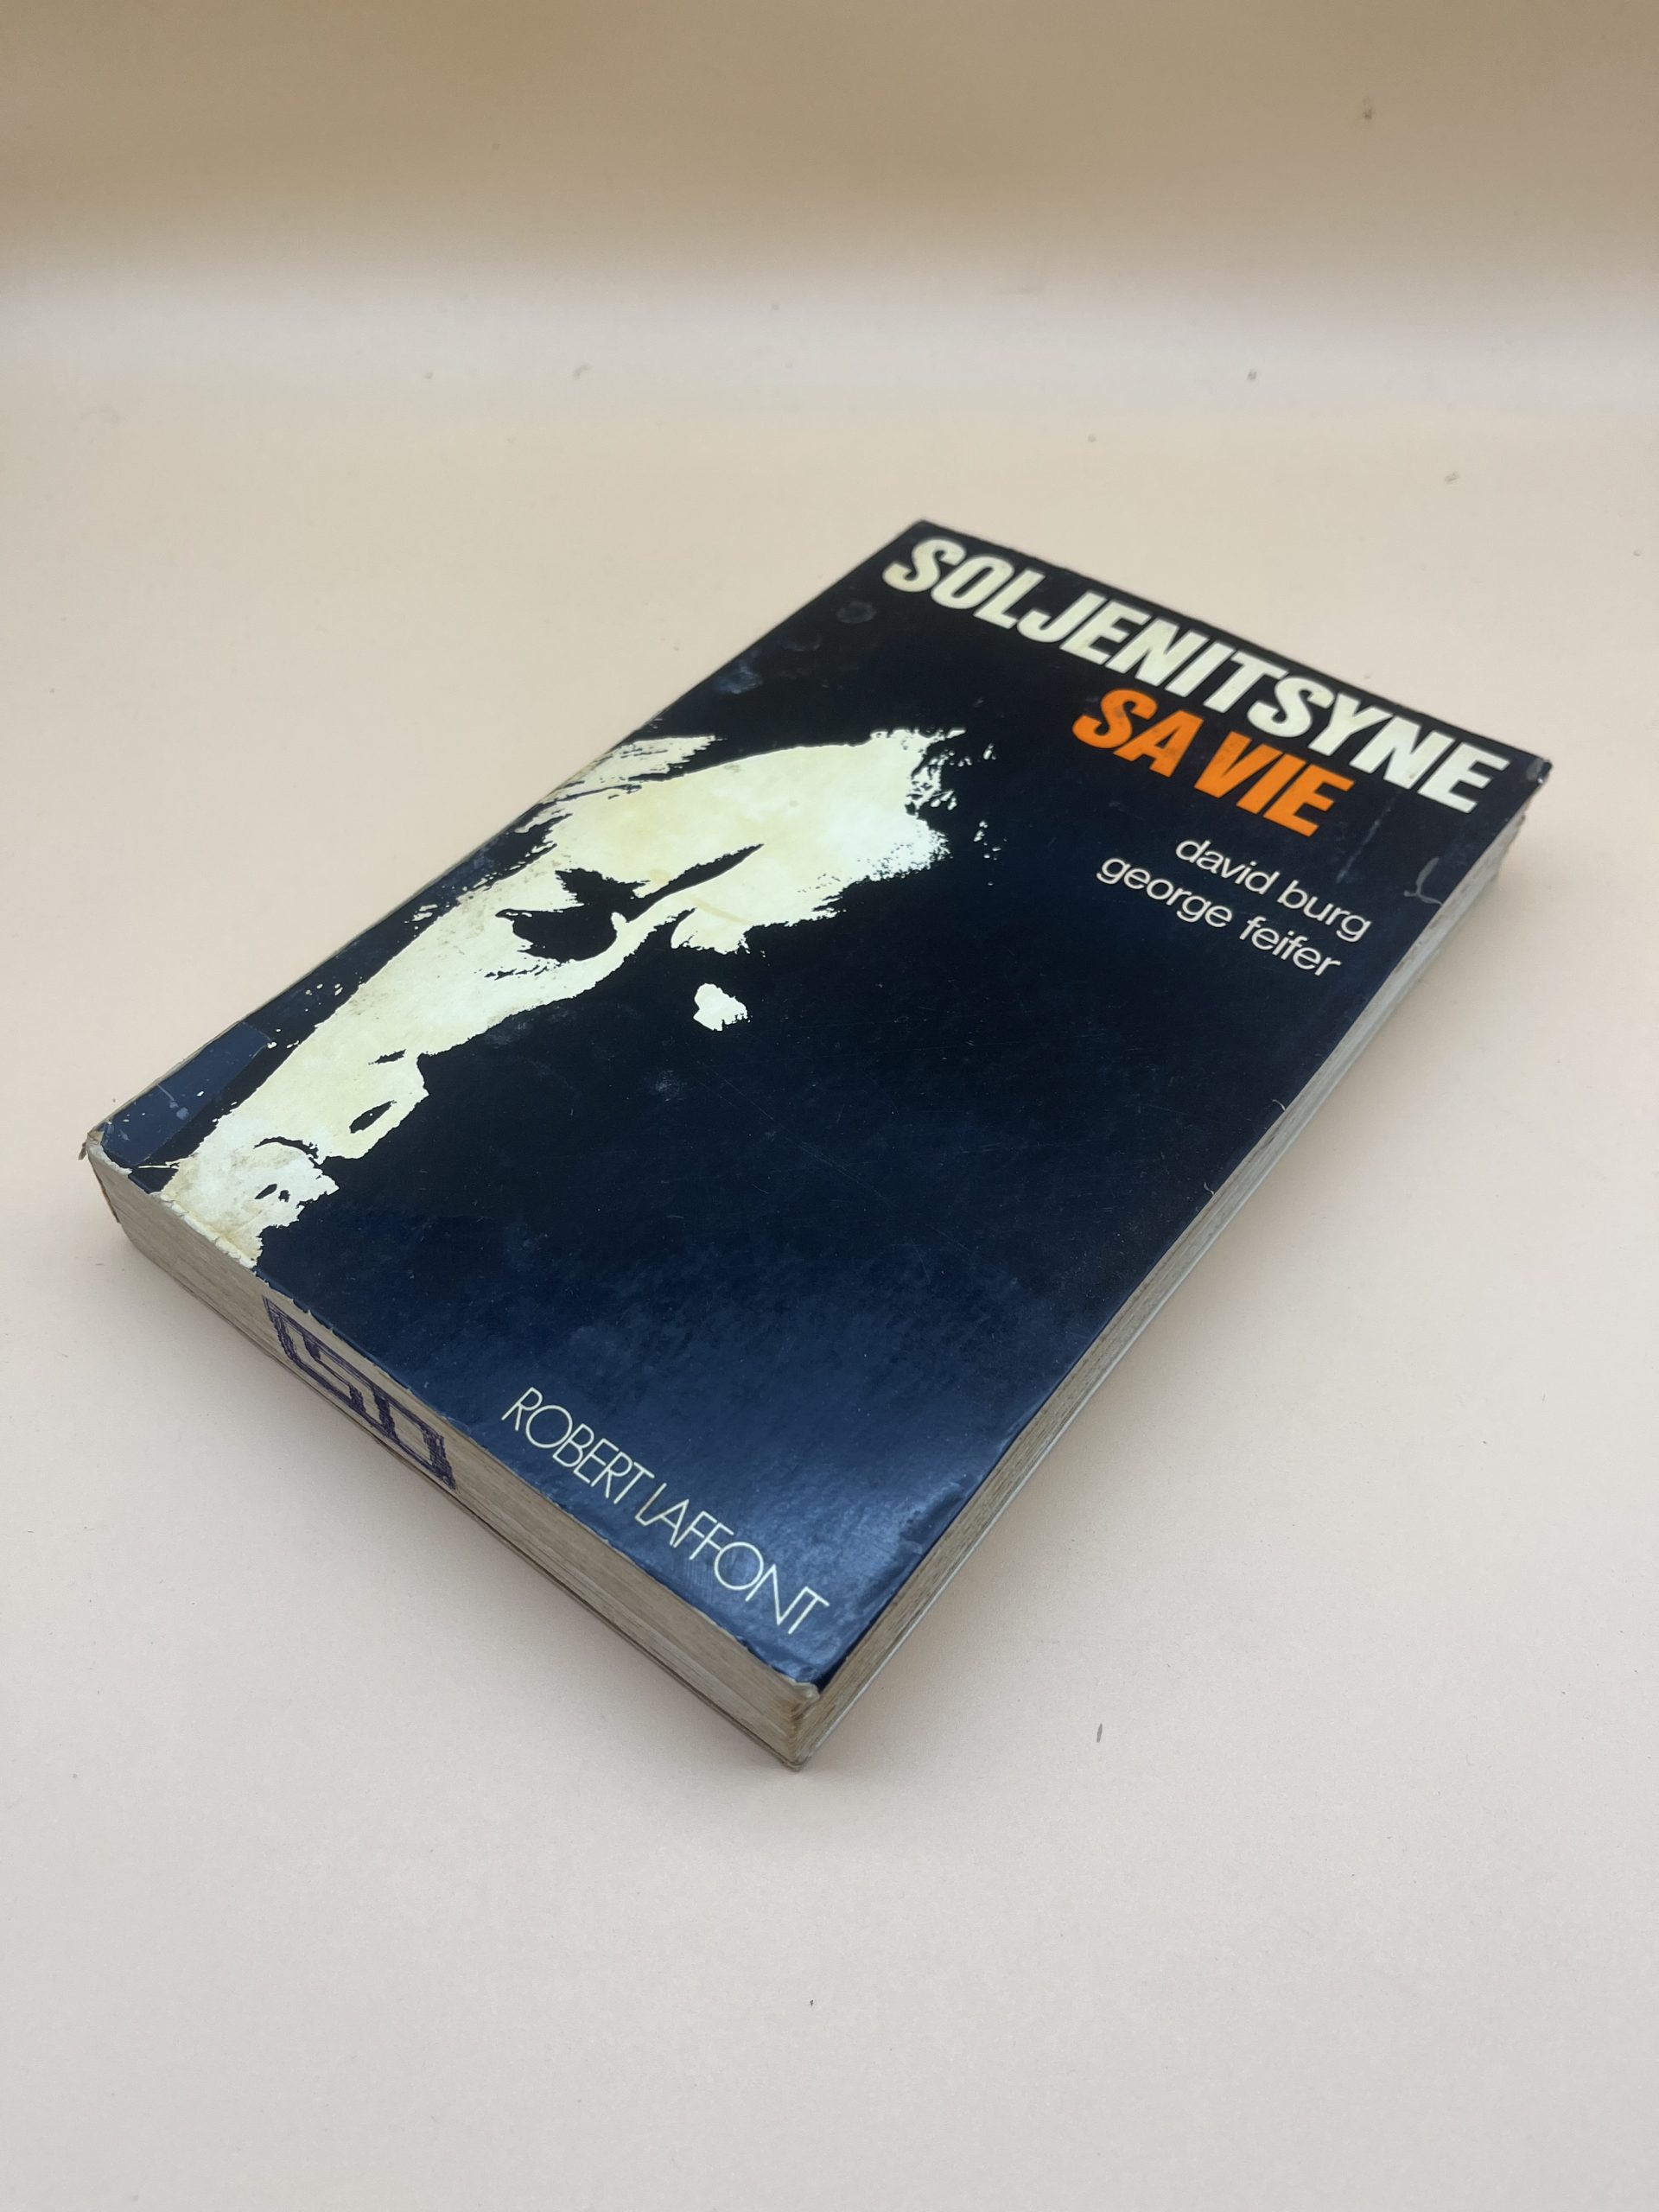 SOLJENITSYNE
SA VIE
david burg
george feifer
ROBERT LAFFONT